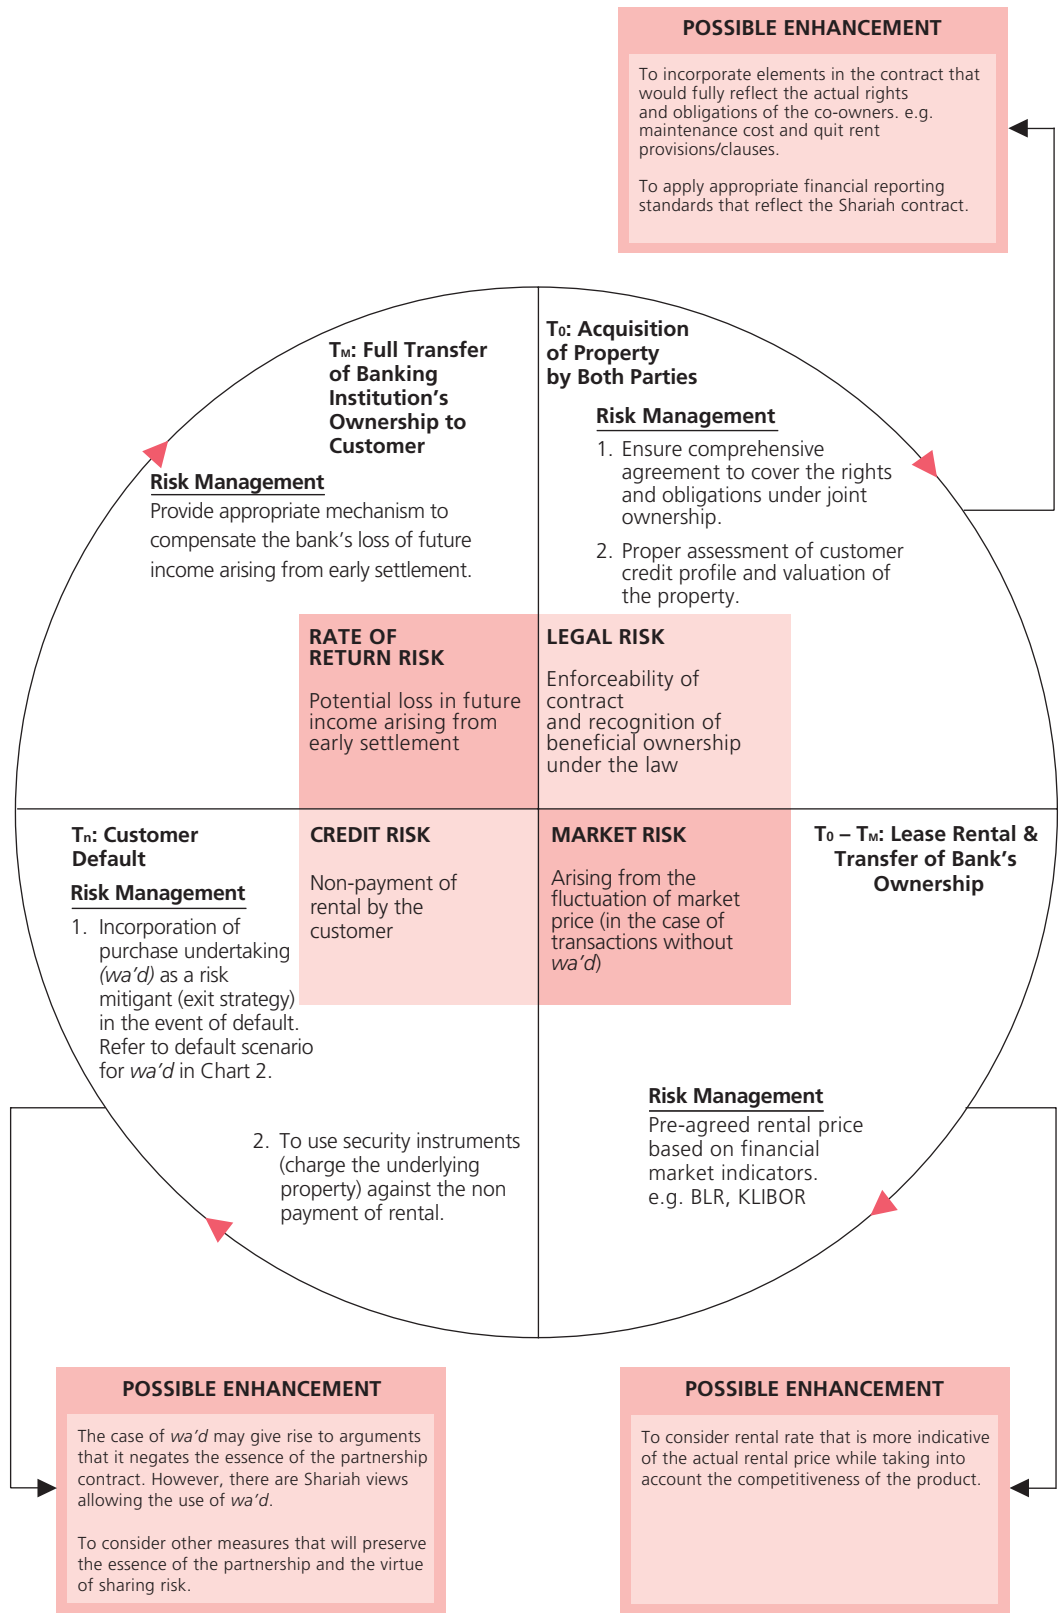 POSSIBLE ENHANCEMENT
To incorporate elements in the contract that
would fully reflect the actual rights
and obligations of the co-owners. e.g.
maintenance cost and quit rent
provisions/clauses.
To apply appropriate financial reporting
standards that reflect the Shariah contract.
TM: Full Transfer
of Banking
Institution’s
Ownership to
Customer
Risk Management
Provide appropriate mechanism to
compensate the bank’s loss of future
income arising from early settlement.
T0: Acquisition
of Property
by Both Parties
Risk Management
1. Ensure comprehensive
agreement to cover the rights
and obligations under joint
ownership.
2. Proper assessment of customer
credit profile and valuation of
the property.
RATE OF
RETURN RISK
Potential loss in future
income arising from
early settlement
LEGAL RISK
Enforceability of
contract
and recognition of
beneficial ownership
under the law
Tn: Customer
Default
Risk Management
1. Incorporation of
purchase undertaking
(wa’d) as a risk
mitigant (exit strategy)
in the event of default.
Refer to default scenario
for wa’d in Chart 2.
2. To use security instruments
(charge the underlying
property) against the non
payment of rental.
CREDIT RISK
Non-payment of
rental by the
customer
MARKET RISK
Arising from the
fluctuation of market
price (in the case of
transactions without
wa’d)
T0 – TM: Lease Rental &
Transfer of Bank’s
Ownership
Risk Management
Pre-agreed rental price
based on financial
market indicators.
e.g. BLR, KLIBOR
POSSIBLE ENHANCEMENT
The case of wa’d may give rise to arguments
that it negates the essence of the partnership
contract. However, there are Shariah views
allowing the use of wa’d.
To consider other measures that will preserve
the essence of the partnership and the virtue
of sharing risk.
POSSIBLE ENHANCEMENT
To consider rental rate that is more indicative
of the actual rental price while taking into
account the competitiveness of the product.